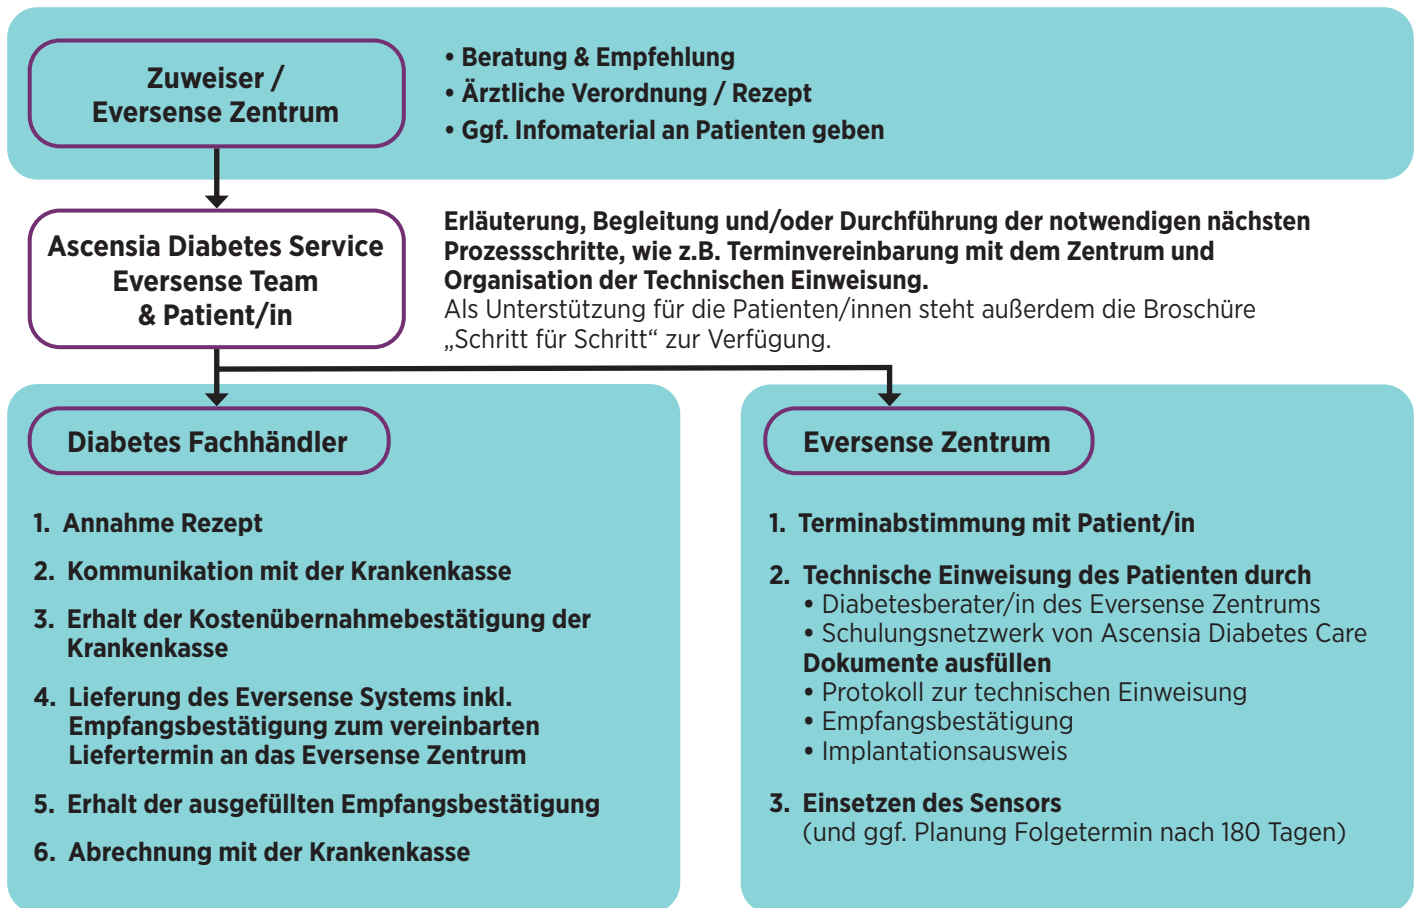 Zuweiser /
Eversense Zentrum
• Beratung & Empfehlung
• Ärztliche Verordnung / Rezept
• Ggf. Infomaterial an Patienten geben
Ascensia Diabetes Service
Eversense Team
& Patient/in
Erläuterung, Begleitung und/oder Durchführung der notwendigen nächsten
Prozessschritte, wie z.B. Terminvereinbarung mit dem Zentrum und
Organisation der Technischen Einweisung.
Als Unterstützung für die Patienten/innen steht außerdem die Broschüre
„Schritt für Schritt“ zur Verfügung.
Diabetes Fachhändler
1. Annahme Rezept
2. Kommunikation mit der Krankenkasse
3. Erhalt der Kostenübernahmebestätigung der
Krankenkasse
4. Lieferung des Eversense Systems inkl.
Empfangsbestätigung zum vereinbarten
Liefertermin an das Eversense Zentrum
5. Erhalt der ausgefüllten Empfangsbestätigung
6. Abrechnung mit der Krankenkasse
Eversense Zentrum
1. Terminabstimmung mit Patient/in
2. Technische Einweisung des Patienten durch
• Diabetesberater/in des Eversense Zentrums
• Schulungsnetzwerk von Ascensia Diabetes Care
Dokumente ausfüllen
• Protokoll zur technischen Einweisung
• Empfangsbestätigung
• Implantationsausweis
3. Einsetzen des Sensors
(und ggf. Planung Folgetermin nach 180 Tagen)